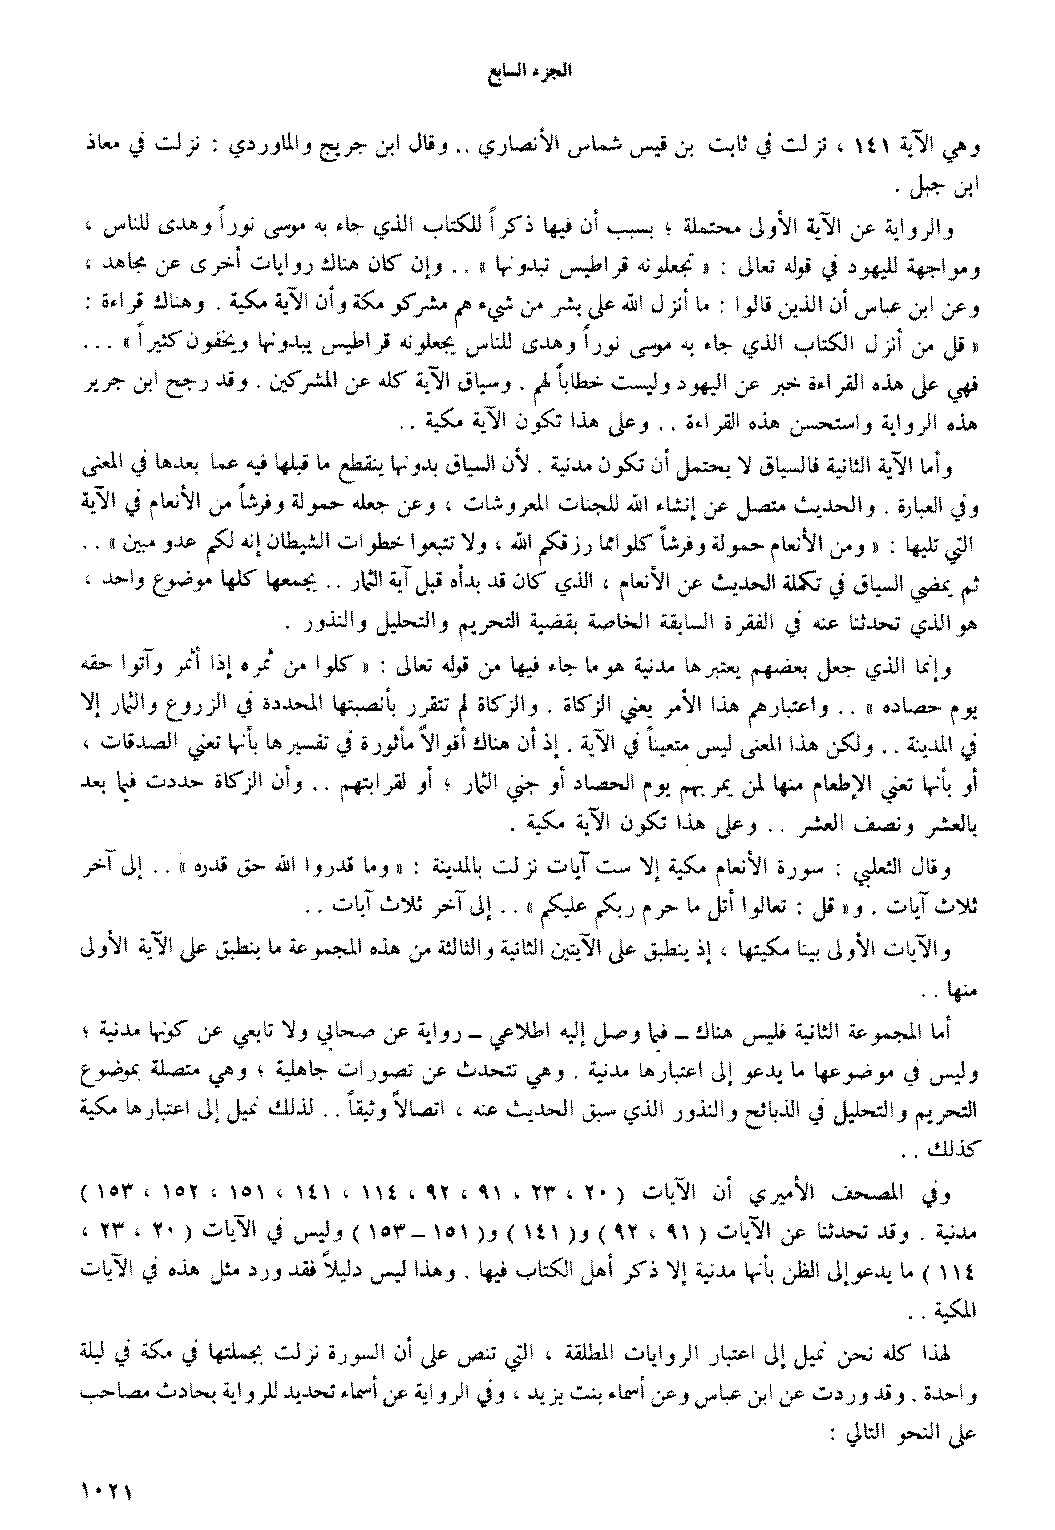 الجزء السابع
وهي الآية ١٤١ ، نزلت في ثابت بن قيس شماس الأنصاري .. وقال ابن جريج والماوردي : نزلت في معاذ
ابن جبل .
والرواية عن الآية الأولى محتملة ؛ بسبب أن فيها ذكراً للكتاب الذي جاء به موسى نوراً وهدى للناس ،
ومواجهة لليهود في قوله تعالى : « تجعلونه قراطيس تبدونها » .. وإن كان هناك روايات أخرى عن مجاهد ،
وعن ابن عباس أن الذين قالوا : ما أنزل الله على بشر من شيء هم مشركو مكة وأن الآية مكية . وهناك قراءة :
« قل من أنزل الكتاب الذي جاء به موسى نوراً وهدى للناس يجعلونه قراطيس يبدونها ويخفون كثيراً » ...
فهي على هذه القراءة خبر عن اليهود وليست خطاباً لهم . وسياق الآية كله عن المشركين . وقد رجح ابن جرير
هذه الرواية واستحسن هذه القراءة .. وعلى هذا تكون الآية مكية ..
وأما الآية الثانية فالسياق لا يحتمل أن تكون مدنية . لأن السياق بدونها ينقطع ما قبلها فيه عما بعدها في المعنى
وفي العبارة . والحديث متصل عن إنشاء الله للجنات المعروشات ، وعن جعله حمولة وفرشاً من الأنعام في الآية
التي تليها : « ومن الأنعام حمولة وفرشاً كلوا مما رزقكم الله ، ولا تتبعوا خطوات الشيطان إنه لكم عدو مبين » ..
ثم يمضي السياق في تكملة الحديث عن الأنعام ، الذي كان قد بدأه قبل آية الثمار .. يجمعها كلها موضوع واحد ،
هو الذي تحدثنا عنه في الفقرة السابقة الخاصة بقضية التحريم والتحليل والنذور .
وإنما الذي جعل بعضهم يعتبرها مدنية هو ما جاء فيها من قوله تعالى : « كلوا من ثمره إذا أثمر وآتوا حقه
يوم حصاده » .. واعتبارهم هذا الأمر يعني الزكاة . والزكاة لم تتقرر بأنصبتها المحددة في الزروع والثمار إلا
في المدينة .. ولكن هذا المعنى ليس متعيناً في الآية . إذ أن هناك أقوالاً مأثورة في تفسيرها بأنها تعني الصدقات ،
أو بأنها تعني الإطعام منها لمن يمر بهم يوم الحصاد أو جني الثمار ؛ أو لقرابتهم .. وأن الزكاة حددت فيما بعد
بالعشر ونصف العشر .. وعلى هذا تكون الآية مكية .
وقال الثعلبي : سورة الأنعام مكية إلا ست آيات نزلت بالمدينة : « وما قدروا الله حق قدره » .. إلى آخر
ثلاث آيات . و« قل : تعالوا أتل ما حرم ربكم عليكم » .. إلى آخر ثلاث آيات ..
والآيات الأولى بينا مكيتها ، إذ ينطبق على الآيتين الثانية والثالثة من هذه المجموعة ما ينطبق على الآية الأولى
منها ..
أما المجموعة الثانية فليس هناك ــ فيما وصل إليه اطلاعي ــ رواية عن صحابي ولا تابعي عن كونها مدنية ؛
وليس في موضوعها ما يدعو إلى اعتبارها مدنية . وهي تتحدث عن تصورات جاهلية ؛ وهي متصلة بموضوع
التحريم والتحليل في الذبائح والنذور الذي سبق الحديث عنه ، اتصالاً وثيقاً .. لذلك نميل إلى اعتبارها مكية
كذلك ..
وفي المصحف الأميري أن الآيات ( ٢٠ ، ٢٣ ، ٩١ ، ٩٢ ، ١١٤ ، ١٤١ ، ١٥١ ، ١٥٢ ، ١٥٣ )
مدنية . وقد تحدثنا عن الآيات ( ٩١ ، ٩٢ ) و( ١٤١ ) و( ١٥١ ــ ١٥٣ ) وليس في الآيات ( ٢٠ ، ٢٣ ،
١١٤ ) ما يدعو إلى الظن بأنها مدنية إلا ذكر أهل الكتاب فيها . وهذا ليس دليلاً فقد ورد مثل هذه في الآيات
المكية ..
لهذا كله نحن نميل إلى اعتبار الروايات المطلقة ، التي تنص على أن السورة نزلت بجملتها في مكة في ليلة
واحدة . وقد وردت عن ابن عباس وعن أسماء بنت يزيد ، وفي الرواية عن أسماء تحديد للرواية بحادث مصاحب
على النحو التالي :
١٠٢١